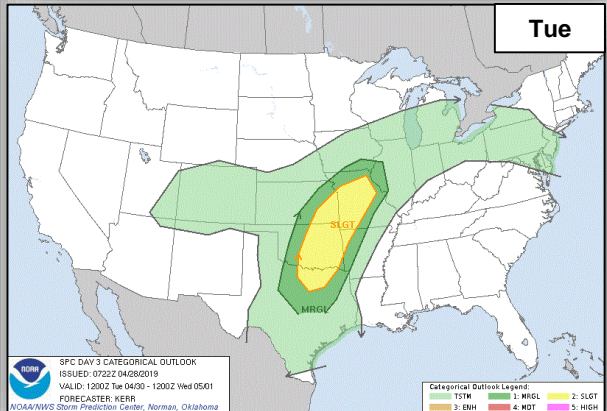 Tue
SLGT
MRGL
NOAA
SPC DAY 3 CATEGORICAL OUTLOOK
ISSUED: 0722Z 04/28/2019
VALID: 1200Z Tue 04/30 - 1200Z Wed 05/01
FORECASTER: KERR
NOAA/NWS Storm Prediction Center, Norman, Oklahoma
Categorical Outlook Legend:
TSTM 1: MRGL 2: SLGT
3: ENH 4: MDT 5: HIGH